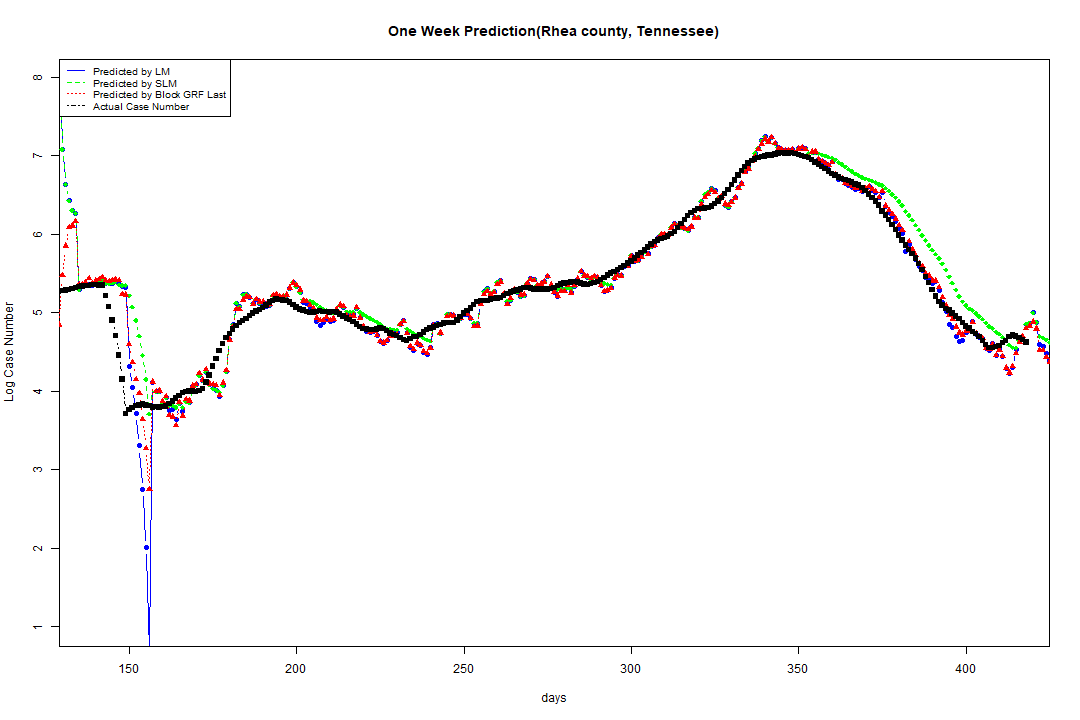 One Week Prediction(Rhea county, Tennessee)
Predicted by LM
Predicted by SLM
Predicted by Block GRF Last
Actual Case Number
Log Case Number
8
7
6
5
4
3
2
1
150 200 250 300 350 400
days